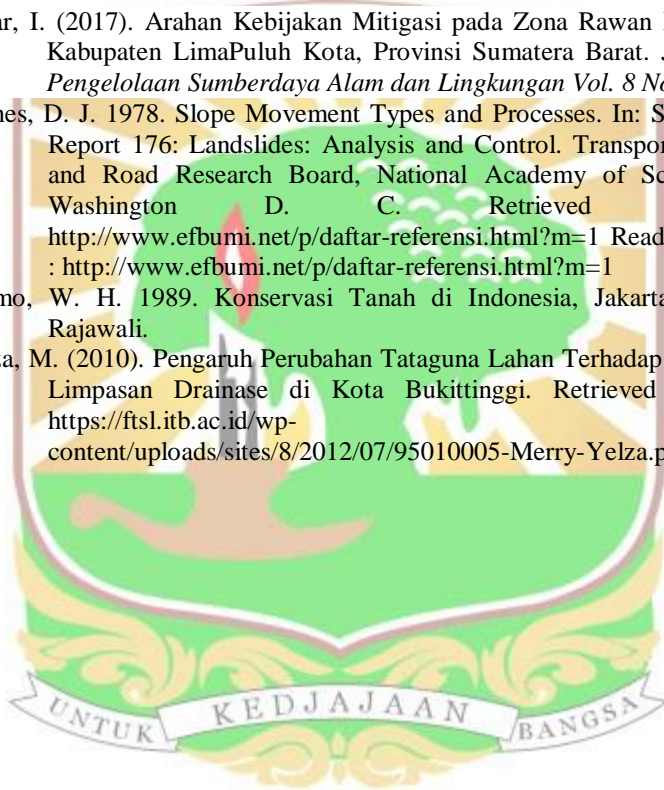 ar, I. (2017). Arahan Kebijakan Mitigasi pada Zona Rawan
Kabupaten LimaPuluh Kota, Provinsi Sumatera Barat.
Pengelolaan Sumberdaya Alam dan Lingkungan Vol. 8 No
nes, D. J. 1978. Slope Movement Types and Processes. In: S
Report 176: Landslides: Analysis and Control. Transpor
and Road Research Board, National Academy of Sc
Washington D. C. Retrieved
http://www.efbumi.net/p/daftar-referensi.html?m=1 Read
: http://www.efbumi.net/p/daftar-referensi.html?m=1
mo, W. H. 1989. Konservasi Tanah di Indonesia, Jakarta
Rajawali.
za, M. (2010). Pengaruh Perubahan Tataguna Lahan Terhadap
Limpasan Drainase di Kota Bukittinggi. Retrieved
https://ftsl.itb.ac.id/wp-
content/uploads/sites/8/2012/07/95010005-Merry-Yelza.p
UNTUK KEDJAJAAN BANGSA